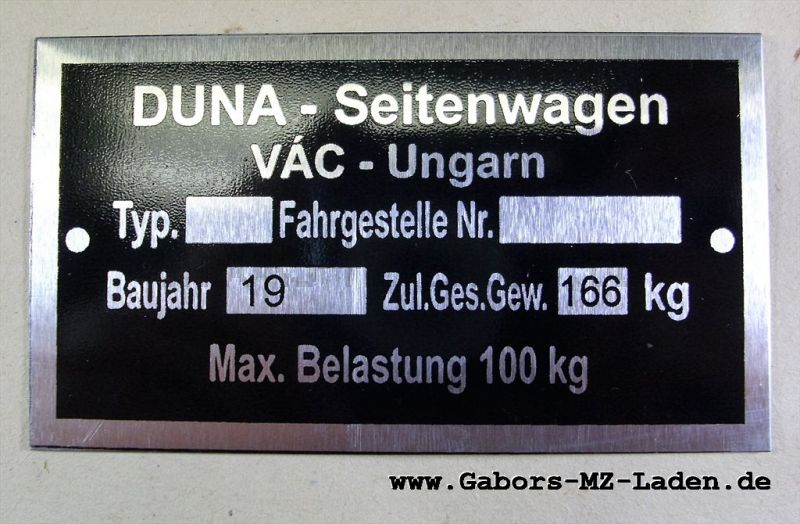 DUNA - Seitenwagen
VÁC - Ungarn
Typ. Fahrgestelle Nr.
Baujahr 19 Zul.Ges.Gew. 166 kg
Max. Belastung 100 kg
www.Gabors-MZ-Laden.de